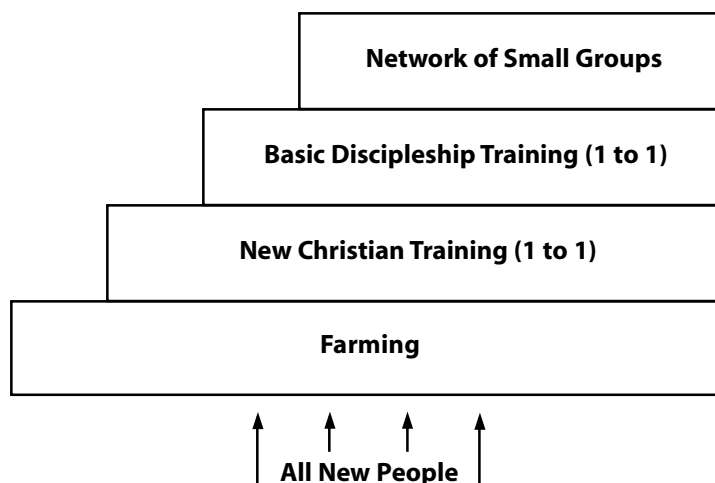 Network of Small Groups
Basic Discipleship Training (1 to 1)
New Christian Training (1 to 1)
Farming
All New People